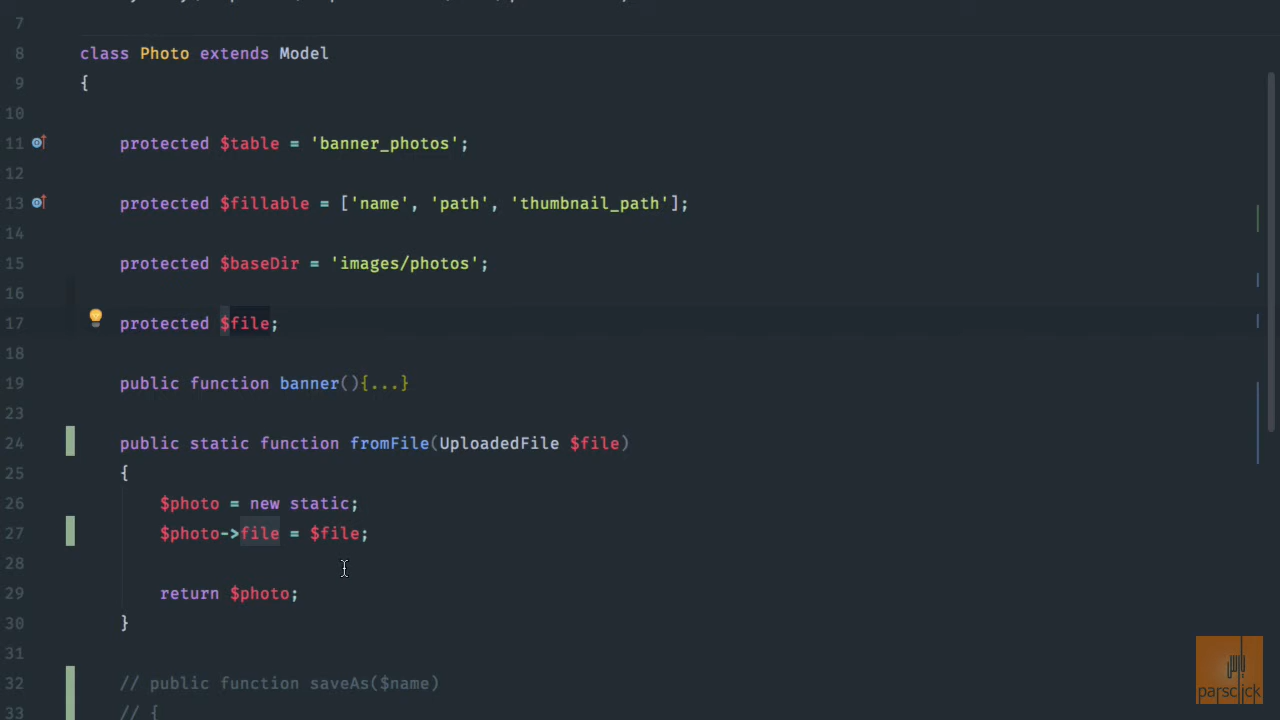 7
8 class Photo extends Model
9 {
10
11 protected $table = 'banner_photos';
12
13 protected $fillable = ['name', 'path', 'thumbnail_path'];
14
15 protected $baseDir = 'images/photos';
16
17 protected $file;
18
19 public function banner(){...}
23
24 public static function fromFile(UploadedFile $file)
25 {
26 $photo = new static;
27 $photo->file = $file;
28
29 return $photo;
30 }
31
32 // public function saveAs($name)
33 // {
parsclick